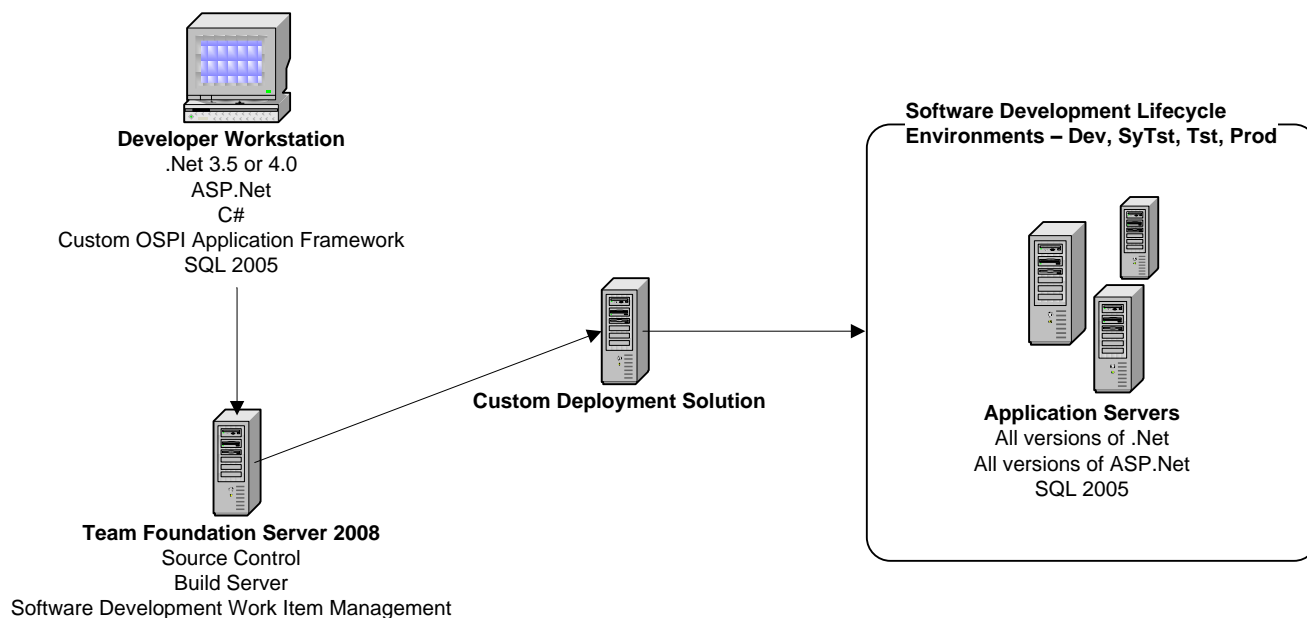 Developer Workstation
.Net 3.5 or 4.0
ASP.Net
C#
Custom OSPI Application Framework
SQL 2005
Team Foundation Server 2008
Source Control
Build Server
Software Development Work Item Management
Custom Deployment Solution
Software Development Lifecycle
Environments – Dev, SyTst, Tst, Prod
Application Servers
All versions of .Net
All versions of ASP.Net
SQL 2005